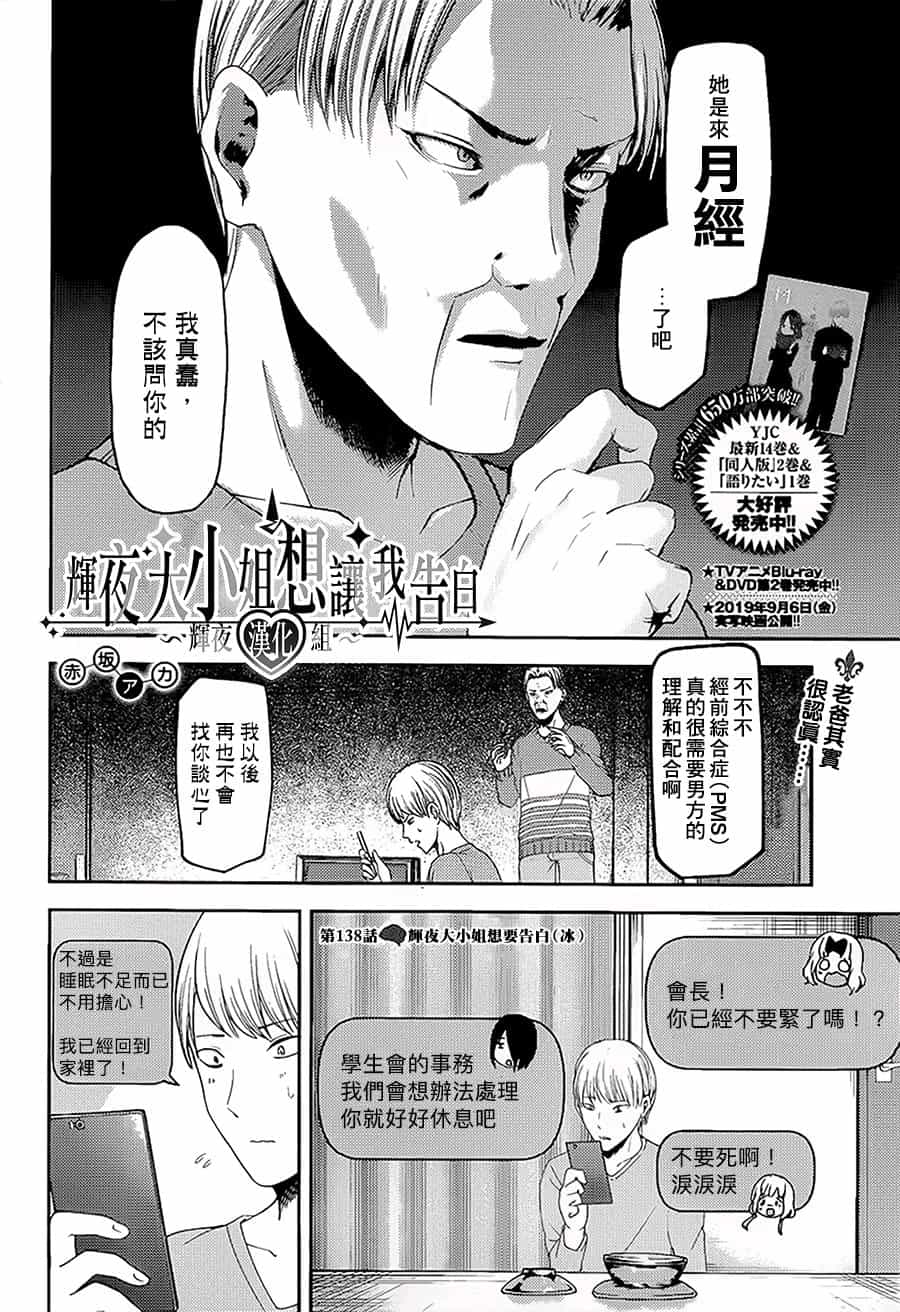 她是來
月經
…了吧
我真蠢，
不該問你的
650万部突破!!
YJC
最新14巻&
「同人版」2巻&
「語りたい」1巻
大好評
発売中!!
★TVアニメBlu-ray
&DVD第2巻発売中!!
★2019年9月6日(金)
実写映画公開!!
輝夜大小姐想讓我告白
~輝夜漢化組~
赤坂アカ
老爸其實
很認真……
不不不
經前綜合症(PMS)
真的很需要男方的
理解和配合啊
我以後
再也不會
找你談心了
第138話 輝夜大小姐想要告白(冰)
會長！
你已經不要緊了嗎！？
學生會的事務
我們會想辦法處理
你就好好休息吧
不要死啊！
淚淚淚
不過是
睡眠不足而已
不用擔心！
我已經回到
家裡了！